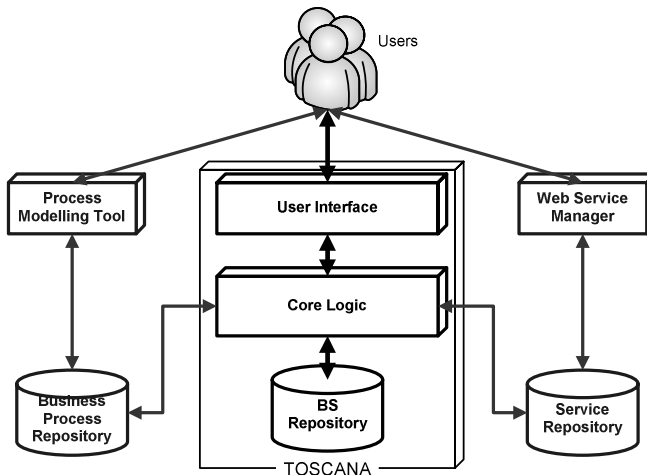 Users
Process
Modelling Tool
User Interface
Web Service
Manager
Core Logic
Business
Process
Repository
BS
Repository
Service
Repository
TOSCANA